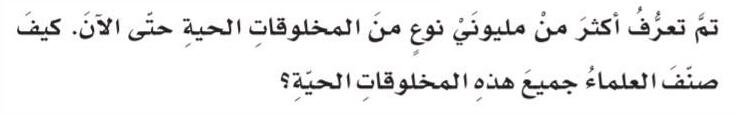 تمَّ تعرُّفُ أكثرَ منْ مليونَيْ نوعٍ منَ المخلوقاتِ الحيةِ حتّى الآنَ. كيفَ
صنّفَ العلماءُ جميعَ هذهِ المخلوقاتِ الحيّةِ؟